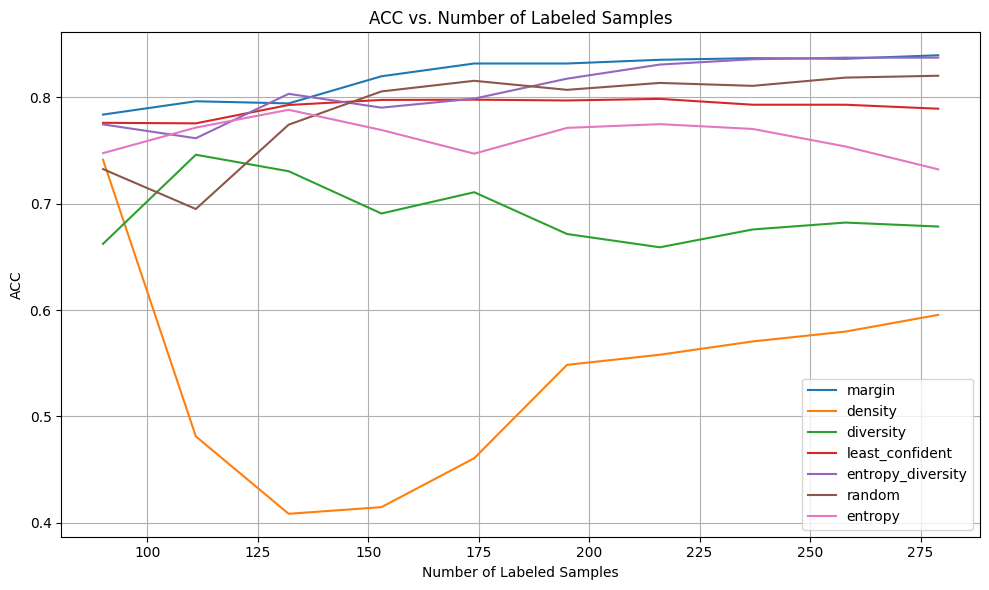 ACC vs. Number of Labeled Samples
ACC
0.8
0.7
0.6
0.5
0.4
100
125
150
175
200
225
250
275
Number of Labeled Samples
margin
density
diversity
least_confident
entropy_diversity
random
entropy